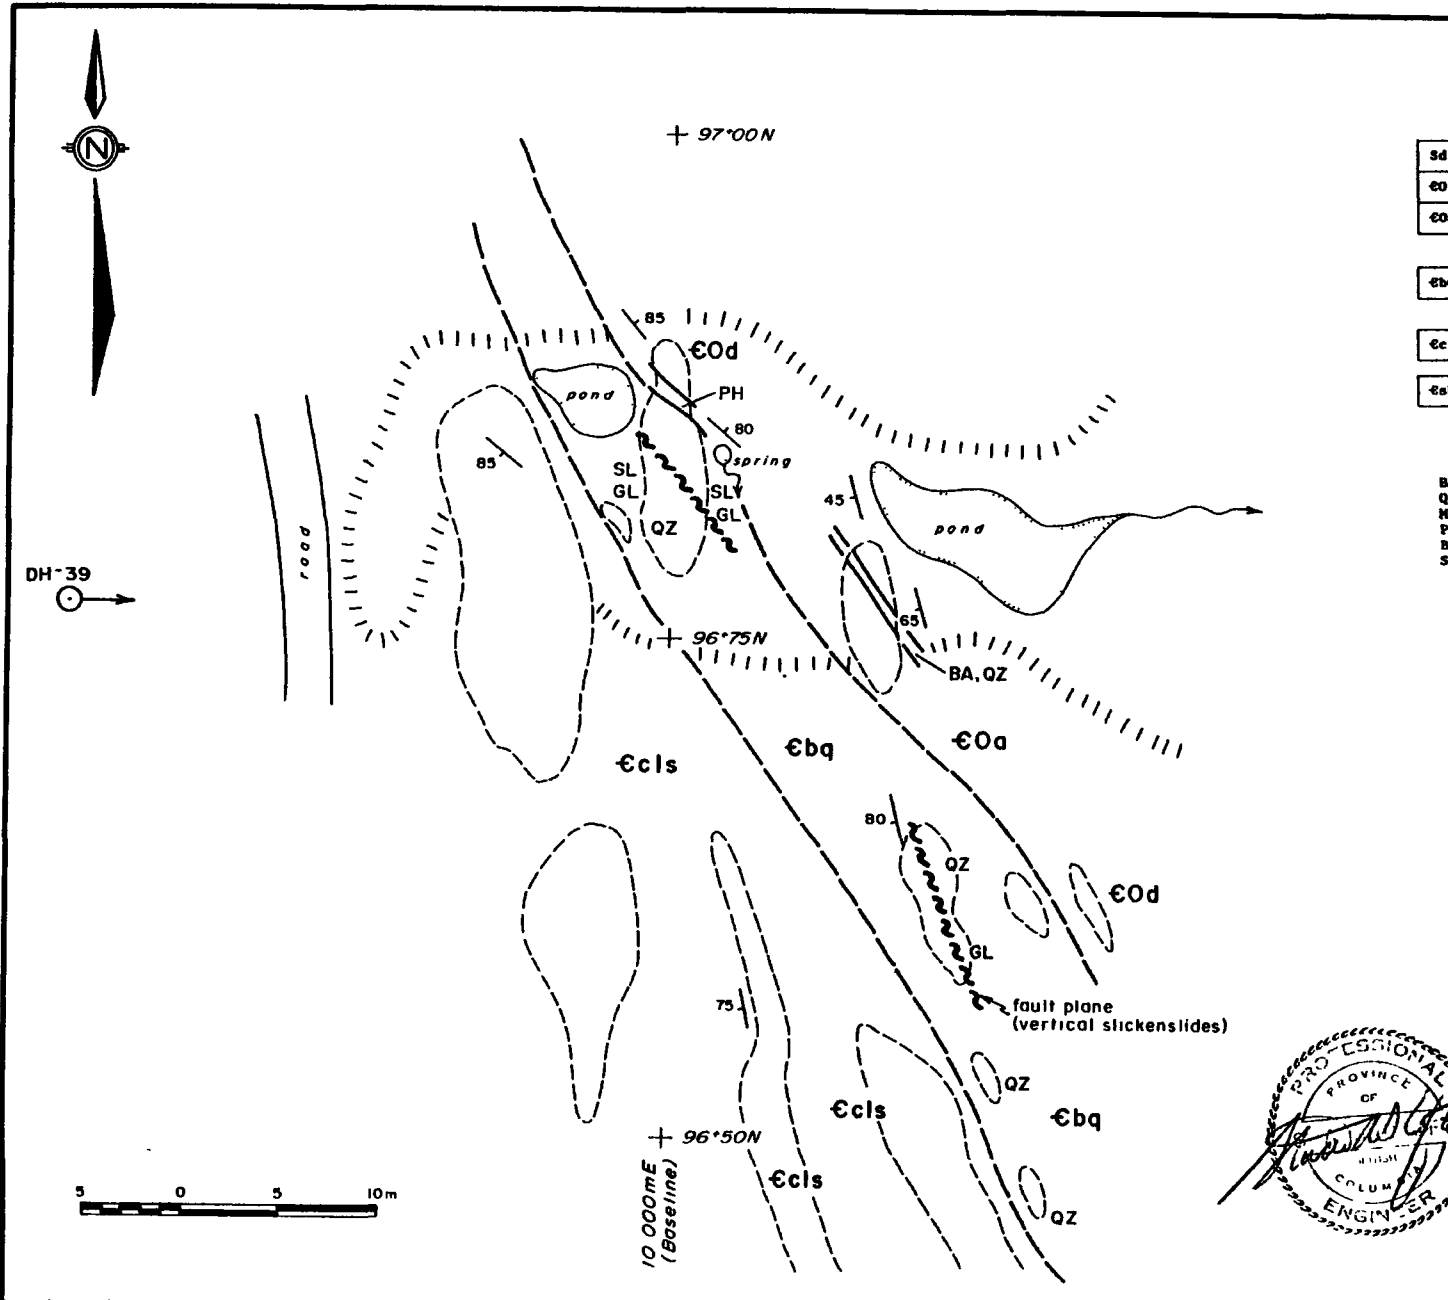 N
97+00N
Sd
€O
€O
85
€Od
€b
pond
PH
€c
80
€s
85
spring
SL
GL
SL
GL
45
QZ
pond
B
Q
M
P
B
S
road
DH-39
65
96+75N
BA, QZ
€cls
€bq
€Oa
80
QZ
€Od
GL
75
fault plane
(vertical slickenslides)
QZ
€cls
€bq
96+50N
€cls
QZ
5 0 5 10m
10 000mE
(Baseline)
PROFESSIONAL
PROVINCE
OF
COLUMBIA
ENGINEER